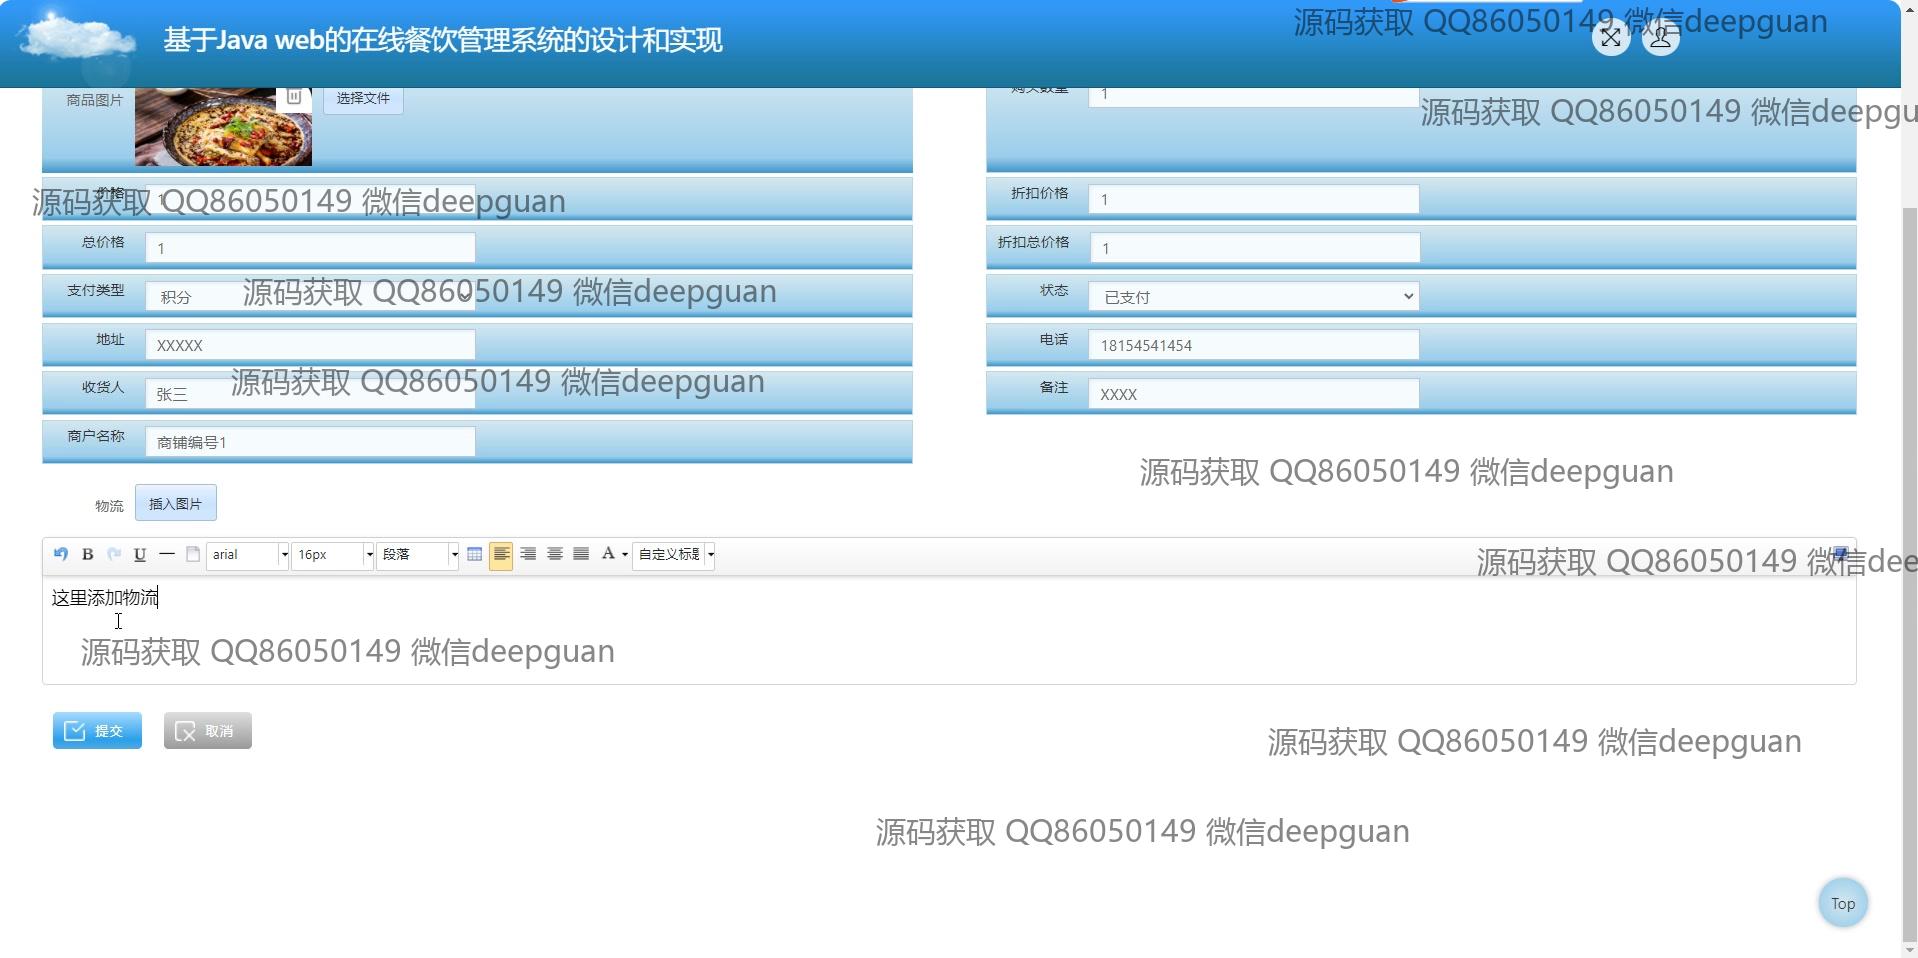 基于Java web的在线餐饮管理系统的设计和实现
源码获取 QQ86050149 微信deepguan
商品图片
选择文件
购买数量
1
源码获取 QQ86050149 微信deepgu
价格
1
源码获取 QQ86050149 微信deepguan
折扣价格
1
总价格
1
折扣总价格
1
支付类型
积分
源码获取 QQ86050149 微信deepguan
状态
已支付
地址
XXXXX
电话
18154541454
收货人
张三
源码获取 QQ86050149 微信deepguan
备注
XXXX
商户名称
商铺编号1
源码获取 QQ86050149 微信deepguan
物流
插入图片
B
U
arial
16px
段落
A
自定义标题
源码获取 QQ86050149 微信dee
这里添加物流
源码获取 QQ86050149 微信deepguan
提交
取消
源码获取 QQ86050149 微信deepguan
源码获取 QQ86050149 微信deepguan
Top